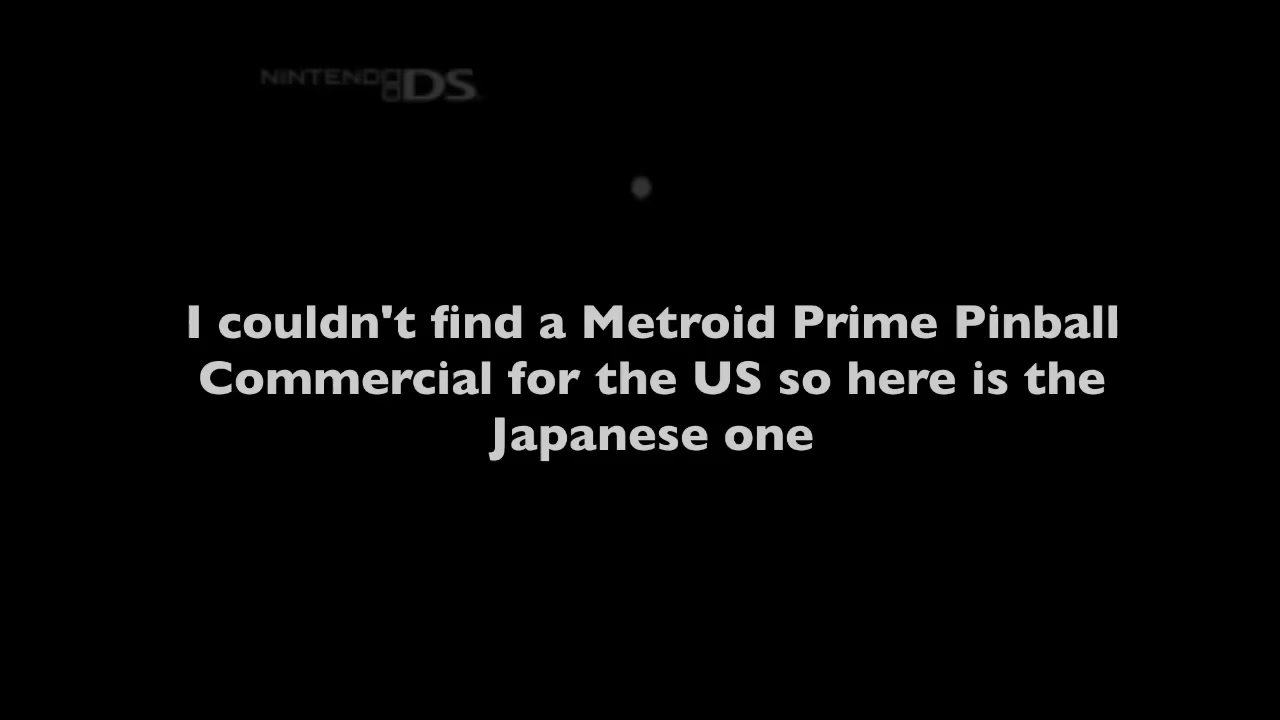 NINTENDO DS
I couldn't find a Metroid Prime Pinball
Commercial for the US so here is the
Japanese one